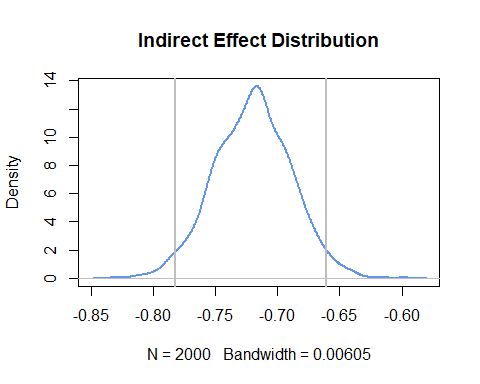 Indirect Effect Distribution
Density
14
10
8
6
4
2
0
-0.85 -0.80 -0.75 -0.70 -0.65 -0.60
N = 2000 Bandwidth = 0.00605